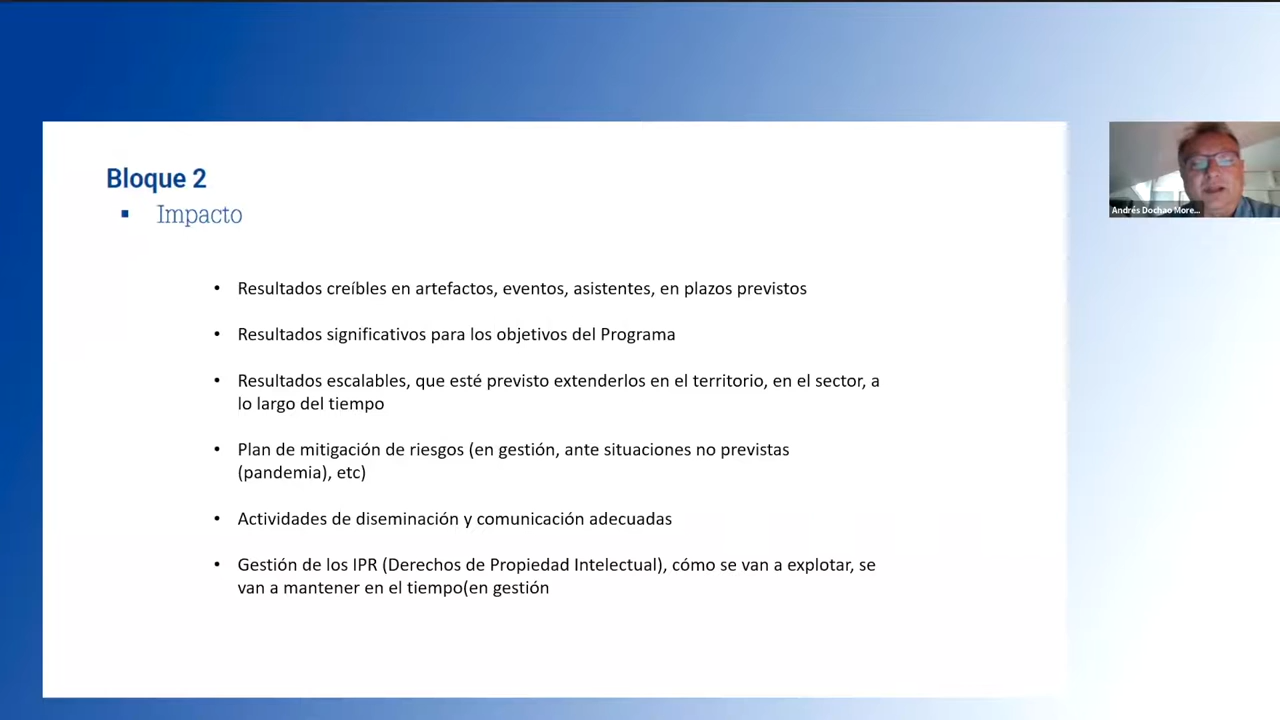 Bloque 2
▪ Impacto
• Resultados creíbles en artefactos, eventos, asistentes, en plazos previstos
• Resultados significativos para los objetivos del Programa
• Resultados escalables, que esté previsto extenderlos en el territorio, en el sector, a
lo largo del tiempo
• Plan de mitigación de riesgos (en gestión, ante situaciones no previstas
(pandemia), etc)
• Actividades de diseminación y comunicación adecuadas
• Gestión de los IPR (Derechos de Propiedad Intelectual), cómo se van a explotar, se
van a mantener en el tiempo(en gestión
Andrés Dochao More...